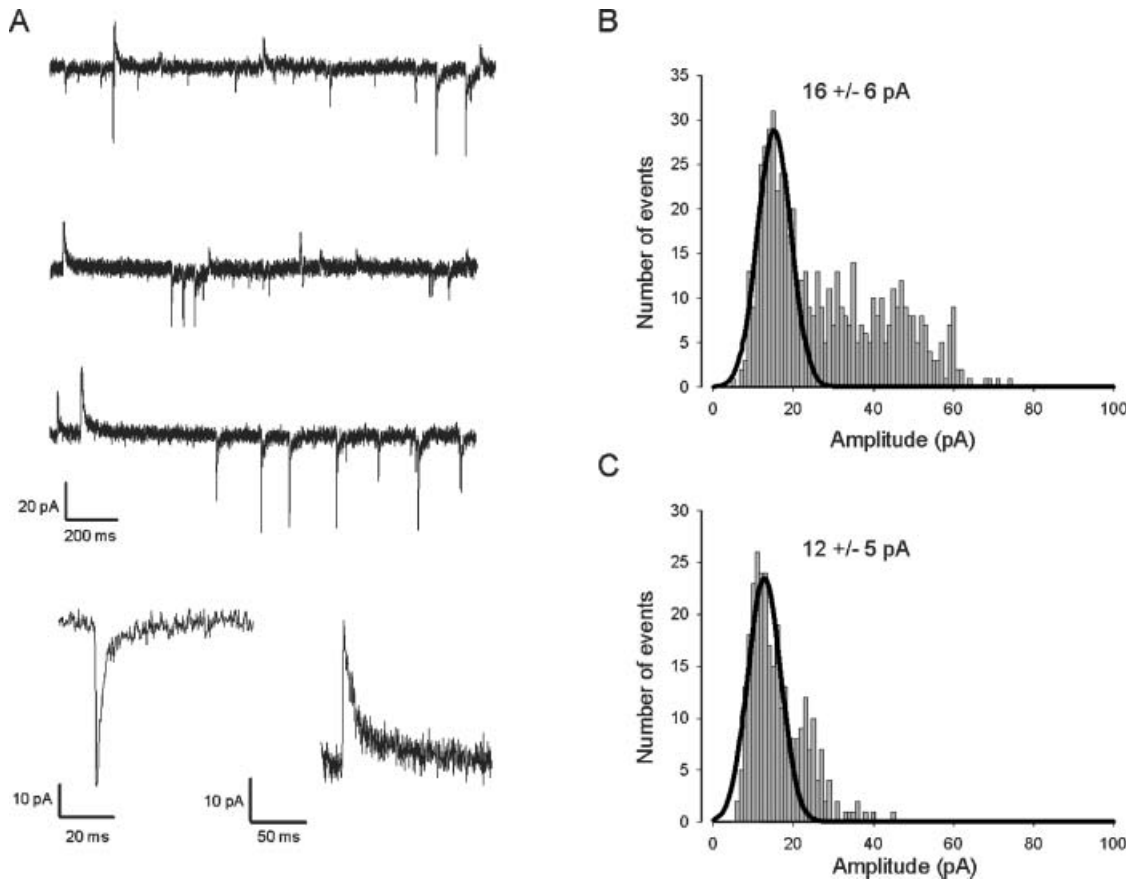 A
20 pA
200 ms
10 pA
20 ms
10 pA
50 ms
B
16 +/- 6 pA
Number of events
35
30
25
20
15
10
5
0
0 20 40 60 80 100
Amplitude (pA)
C
12 +/- 5 pA
Number of events
30
25
20
15
10
5
0
0 20 40 60 80 100
Amplitude (pA)